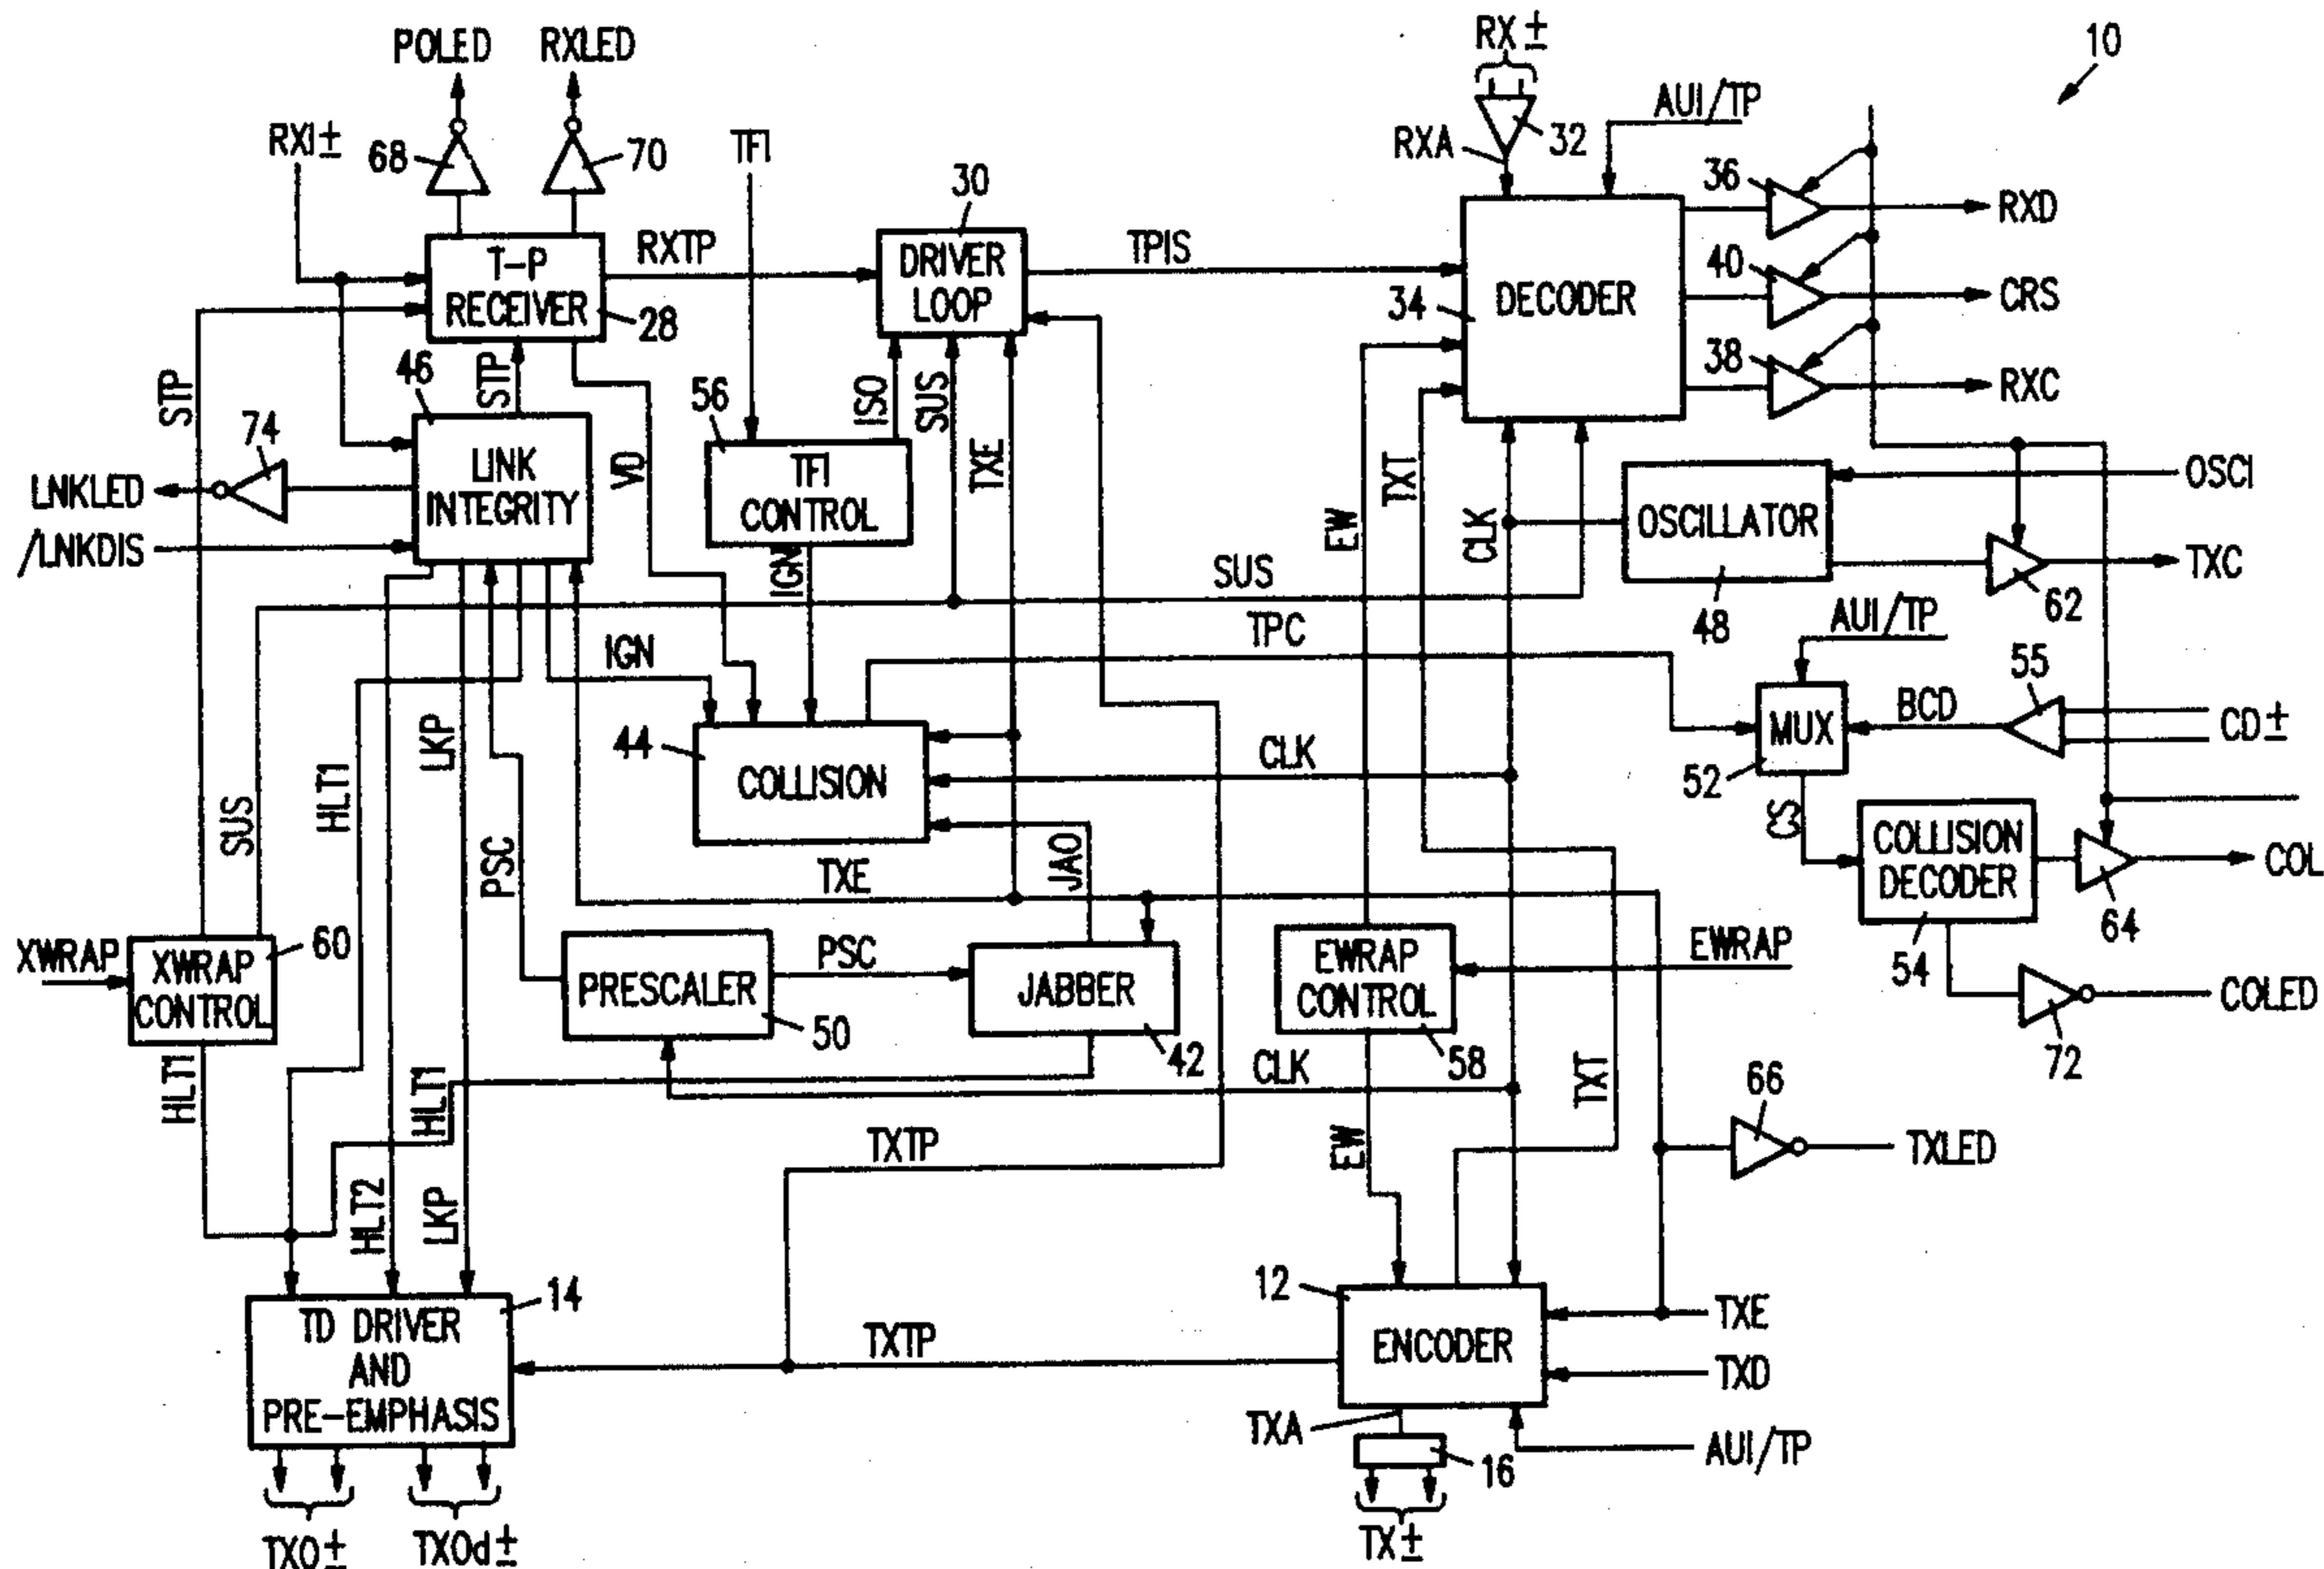 POLED
RXLED
RX±
10
RXI±
68
70
TFI
RXA
32
AUI/TP
30
36
RXD
T-P
RECEIVER
28
RXTP
DRIVER
LOOP
TPIS
34
DECODER
40
CRS
STP
46
STP
56
ISO
SUS
TXE
38
RXC
74
LINK
INTEGRITY
VD
TFI
CONTROL
EW
TXT
CLK
OSCILLATOR
OSCI
LNKLED
/LNKDIS
IGN
SUS
48
62
TXC
IGN
TPC
AUI/TP
55
LKP
44
COLLISION
CLK
MUX
BCD
CD±
52
SUS
HLT1
PSC
TXE
JAO
CS
COLLISION
DECODER
COL
64
XWRAP
60
XWRAP
CONTROL
PRESCALER
50
PSC
JABBER
42
EWRAP
CONTROL
58
EWRAP
54
COLED
72
HLT1
HLT1
CLK
TXT
66
TXTP
EW
TXLED
HLT2
LKP
14
TD DRIVER
AND
PRE-EMPHASIS
TXTP
12
ENCODER
TXE
TXD
TXA
16
AUI/TP
TXO±
TXOd±
TX±